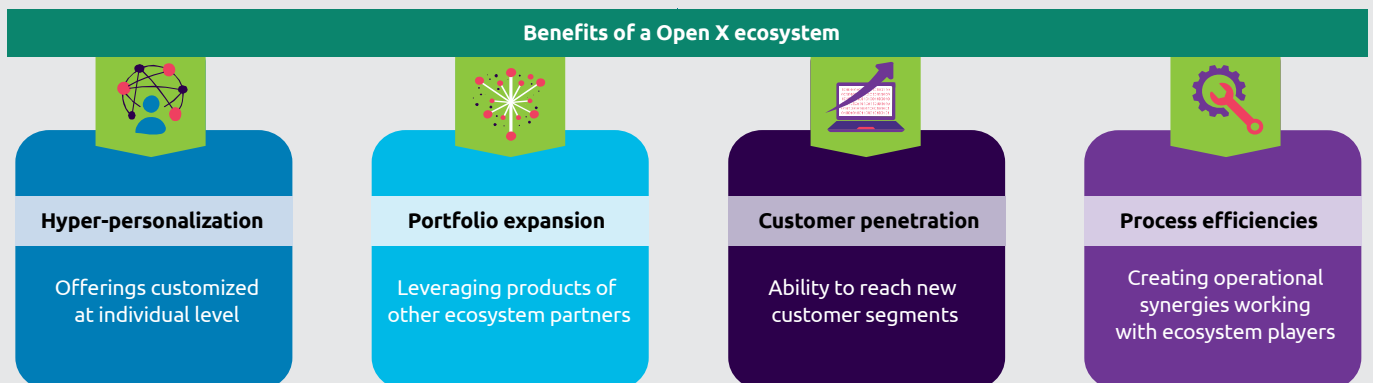 Benefits of a Open X ecosystem
Hyper-personalization
Offerings customized
at individual level
Portfolio expansion
Leveraging products of
other ecosystem partners
Customer penetration
Ability to reach new
customer segments
Process efficiencies
Creating operational
synergies working
with ecosystem players